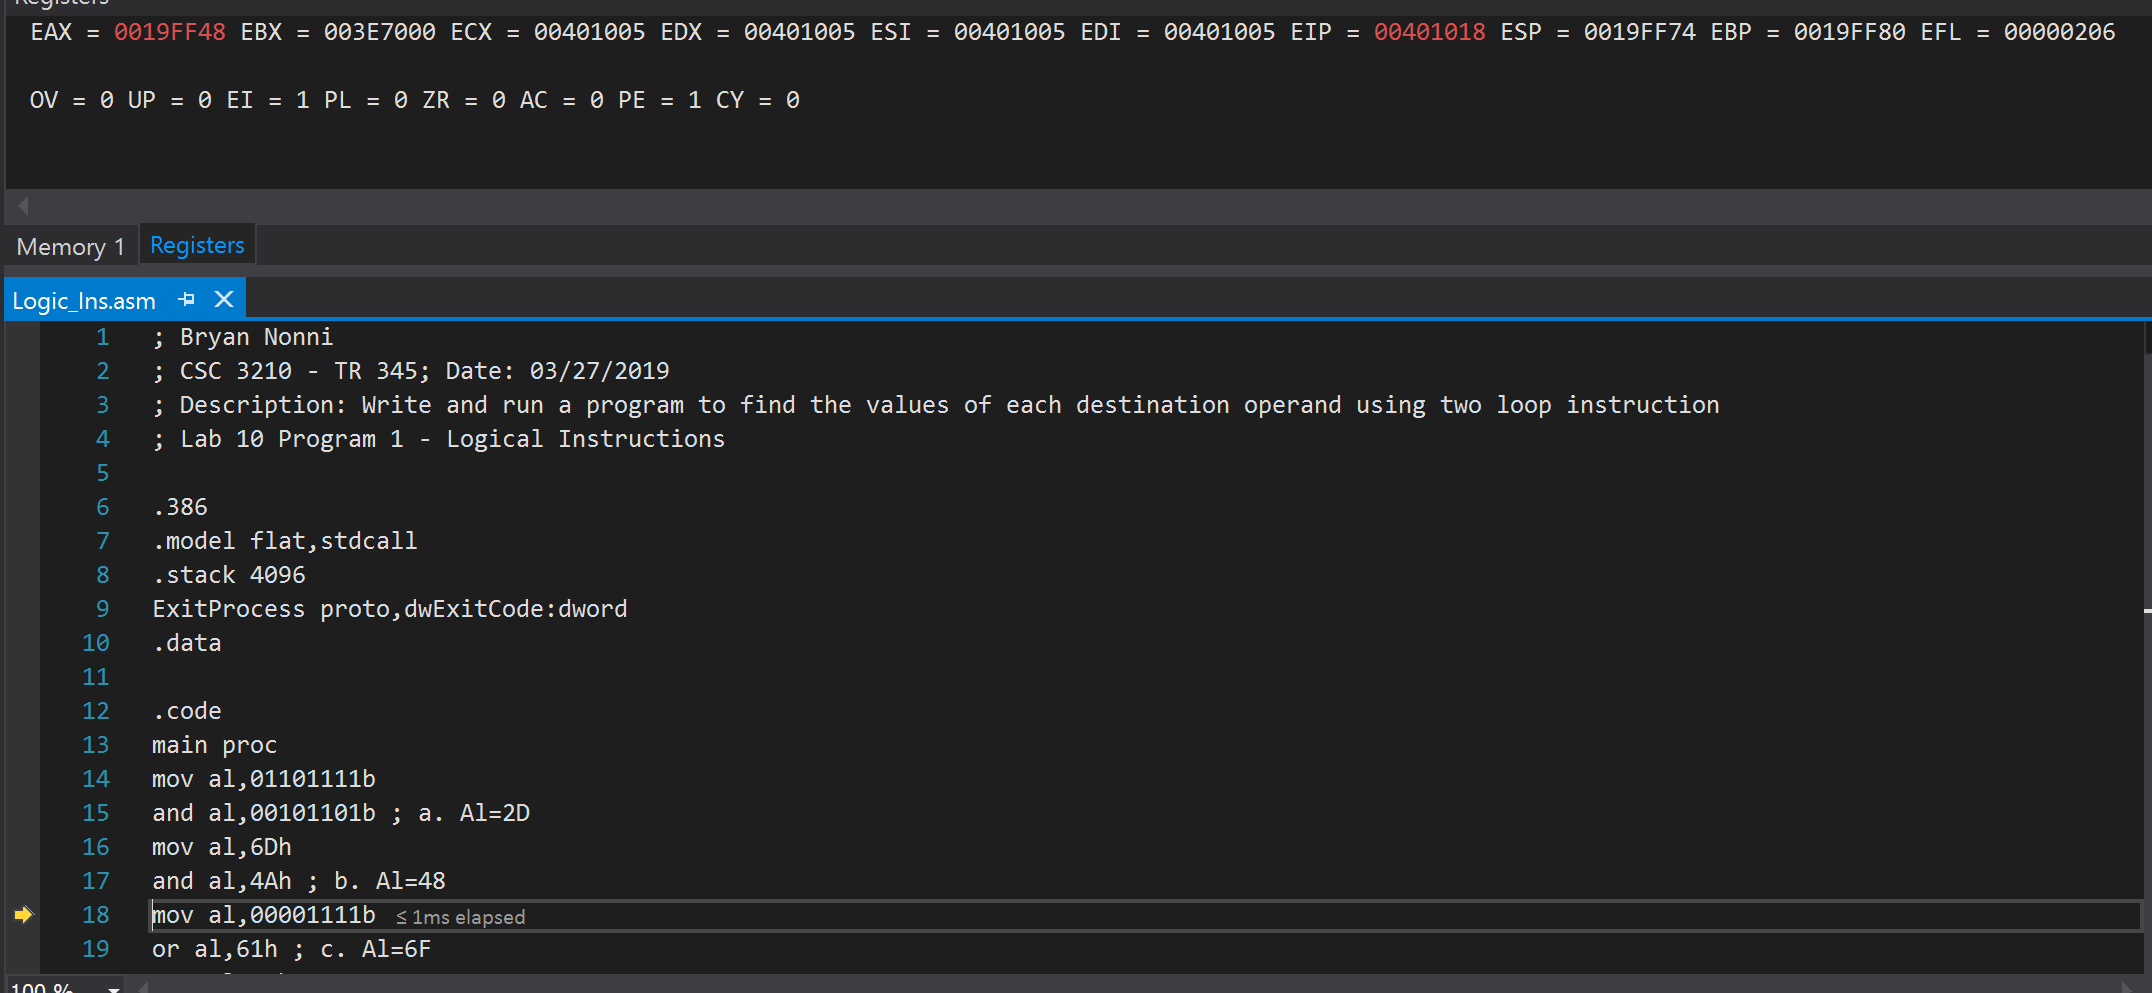 Registers
EAX = 0019FF48 EBX = 003E7000 ECX = 00401005 EDX = 00401005 ESI = 00401005 EDI = 00401005 EIP = 00401018 ESP = 0019FF74 EBP = 0019FF80 EFL = 00000206
OV = 0 UP = 0 EI = 1 PL = 0 ZR = 0 AC = 0 PE = 1 CY = 0
Memory 1 Registers
Logic_Ins.asm
1 ; Bryan Nonni
2 ; CSC 3210 - TR 345; Date: 03/27/2019
3 ; Description: Write and run a program to find the values of each destination operand using two loop instruction
4 ; Lab 10 Program 1 - Logical Instructions
5
6 .386
7 .model flat,stdcall
8 .stack 4096
9 ExitProcess proto,dwExitCode:dword
10 .data
11
12 .code
13 main proc
14 mov al,01101111b
15 and al,00101101b ; a. Al=2D
16 mov al,6Dh
17 and al,4Ah ; b. Al=48
18 mov al,00001111b ≤ 1ms elapsed
19 or al,61h ; c. Al=6F
100 %